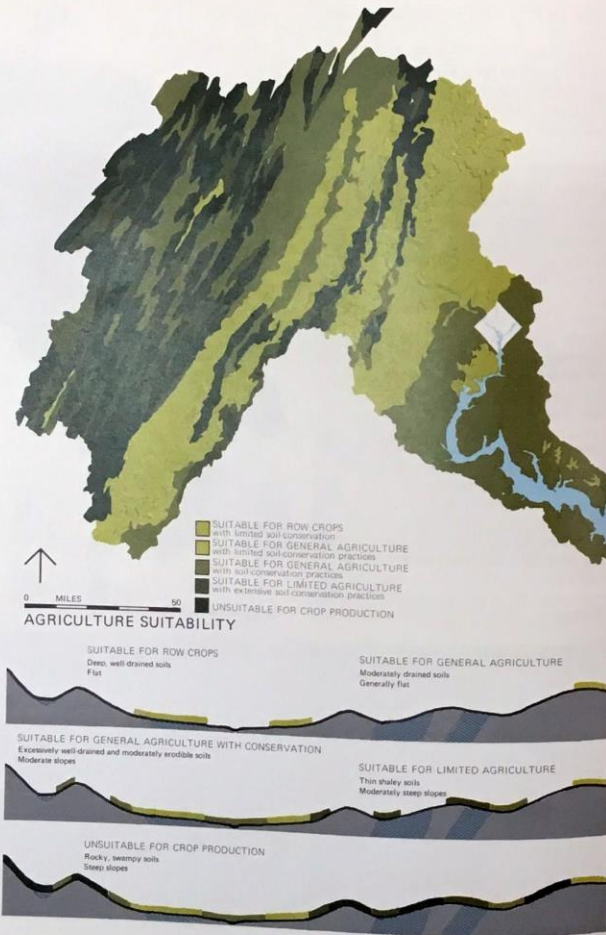 SUITABLE FOR ROW CROPS
with limited soil-conservation
SUITABLE FOR GENERAL AGRICULTURE
with limited soil-conservation practices
SUITABLE FOR GENERAL AGRICULTURE
with soil-conservation practices
SUITABLE FOR LIMITED AGRICULTURE
with extensive soil-conservation practices
UNSUITABLE FOR CROP PRODUCTION
0 MILES 50
AGRICULTURE SUITABILITY
SUITABLE FOR ROW CROPS
Deep, well-drained soils
Flat
SUITABLE FOR GENERAL AGRICULTURE
Moderately drained soils
Generally flat
SUITABLE FOR GENERAL AGRICULTURE WITH CONSERVATION
Excessively well-drained and moderately erodible soils
Moderate slopes
SUITABLE FOR LIMITED AGRICULTURE
Thin shaley soils
Moderately steep slopes
UNSUITABLE FOR CROP PRODUCTION
Rocky, swampy soils
Steep slopes